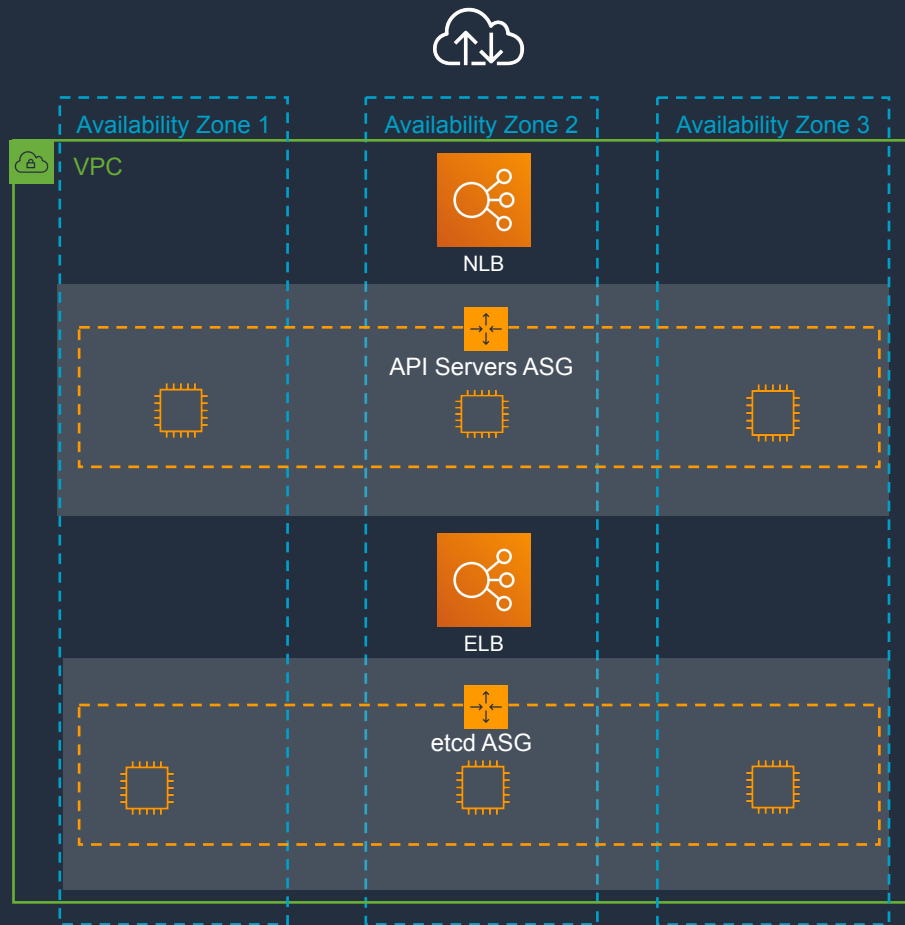 Availability Zone 1
Availability Zone 2
Availability Zone 3
VPC
NLB
API Servers ASG
ELB
etcd ASG